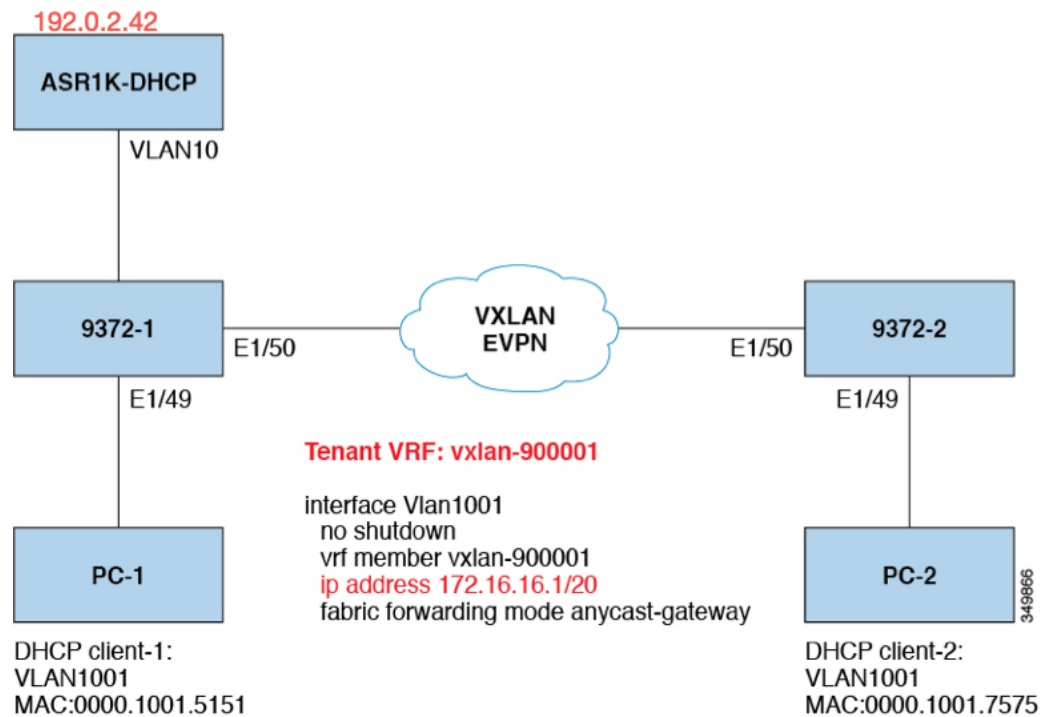 192.0.2.42
ASR1K-DHCP
VLAN10
9372-1
E1/50
VXLAN
EVPN
E1/50
9372-2
E1/49
E1/49
Tenant VRF: vxlan-900001
interface Vlan1001
no shutdown
vrf member vxlan-900001
ip address 172.16.16.1/20
fabric forwarding mode anycast-gateway
PC-1
PC-2
349866
DHCP client-1:
VLAN1001
MAC:0000.1001.5151
DHCP client-2:
VLAN1001
MAC:0000.1001.7575